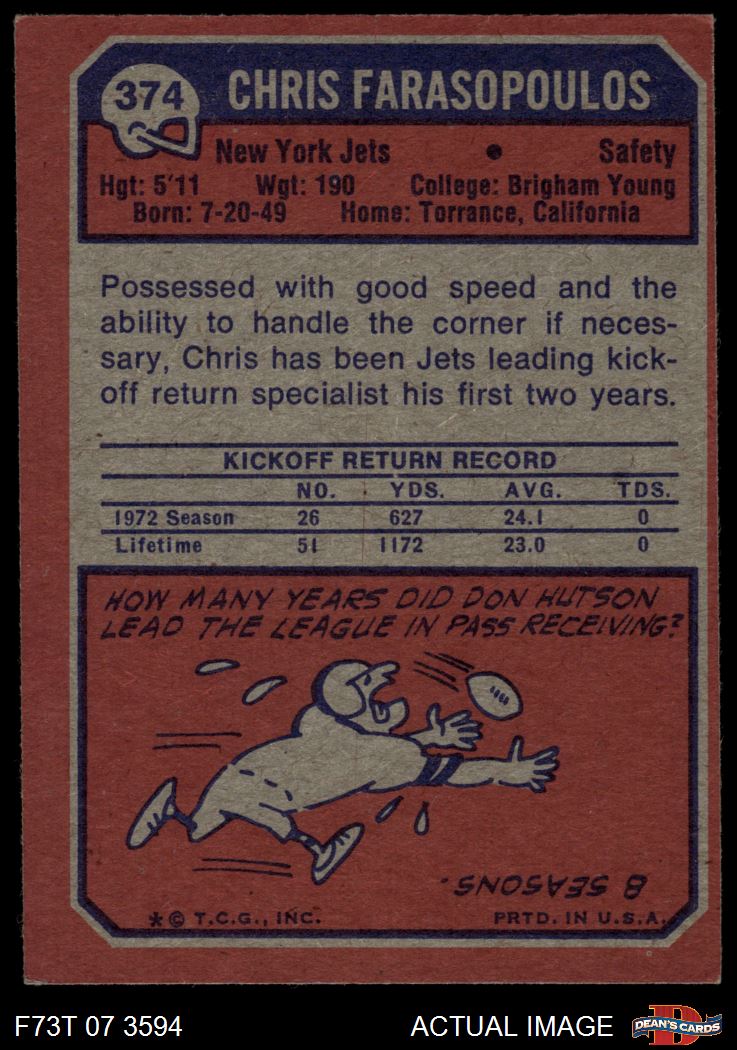 374
CHRIS FARASOPOULOS
New York Jets • Safety
Hgt: 5'11 Wgt: 190 College: Brigham Young
Born: 7-20-49 Home: Torrance, California
Possessed with good speed and the
ability to handle the corner if neces-
sary, Chris has been Jets leading kick-
off return specialist his first two years.
KICKOFF RETURN RECORD
NO. YDS. AVG. TDS.
1972 Season 26 627 24.1 0
Lifetime 51 1172 23.0 0
HOW MANY YEARS DID DON HUTSON
LEAD THE LEAGUE IN PASS RECEIVING?
8 SEASONS.
* © T.C.G., INC. PRTD. IN U.S.A.
F73T 07 3594 ACTUAL IMAGE DEAN'S CARDS